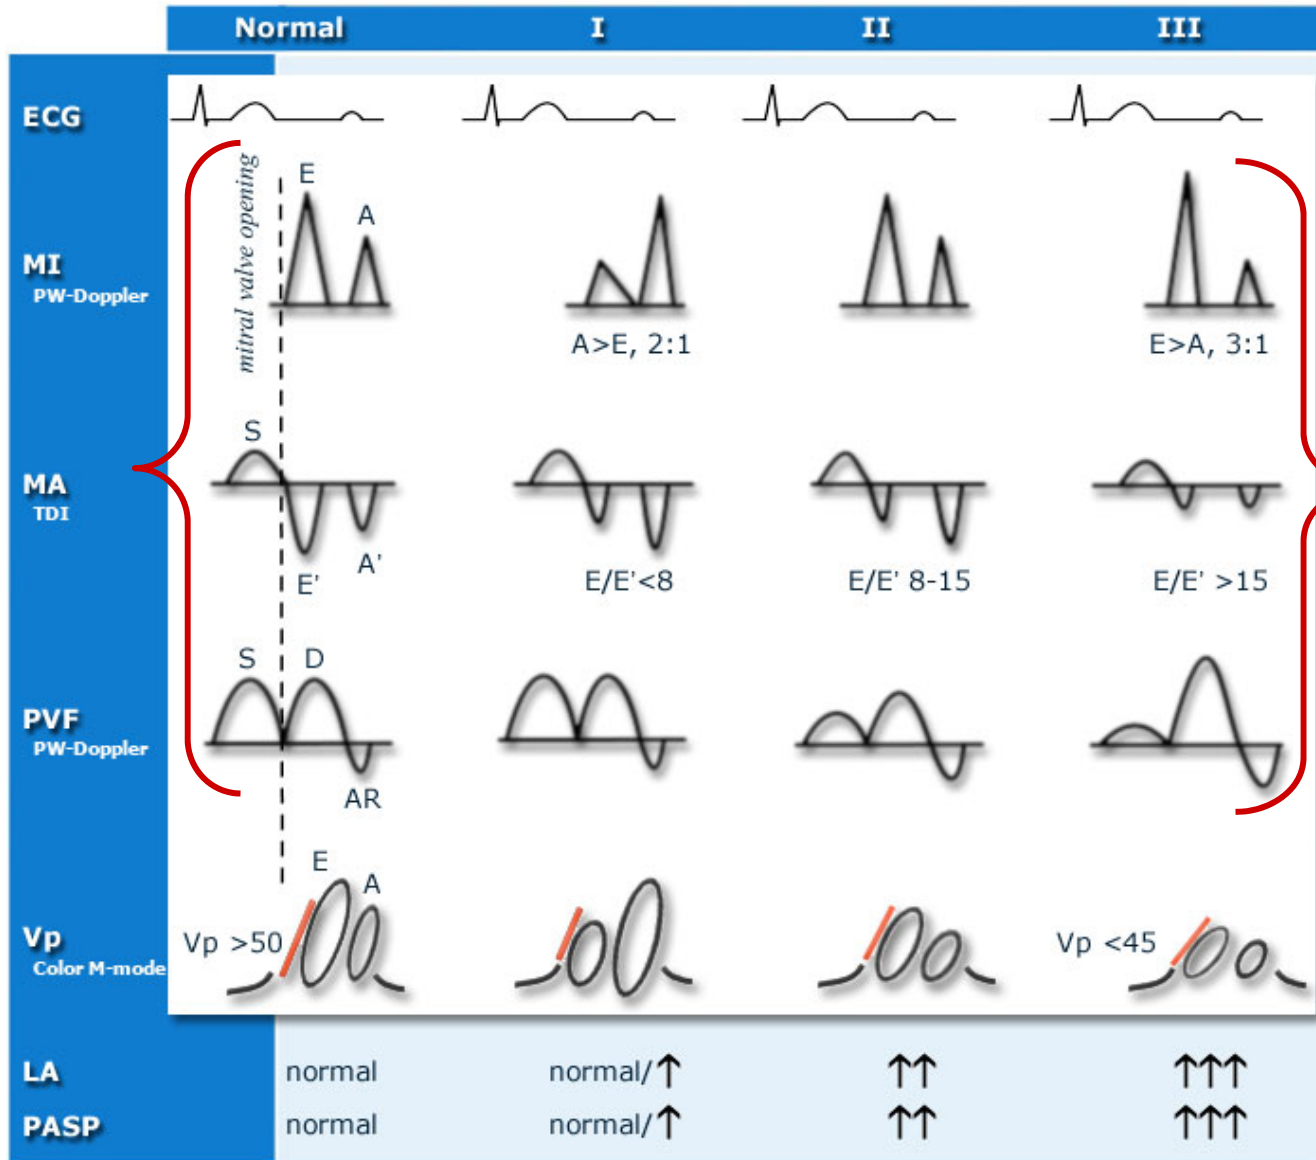 Normal I II III
ECG
mitral valve opening
E
A
MI
PW-Doppler
A>E, 2:1 E>A, 3:1
S
MA
TDI
E' A' E/E'<8 E/E' 8-15 E/E' >15
S D
PVF
PW-Doppler
AR
E
A
Vp
Color M-mode
Vp >50 Vp <45
LA normal normal/↑ ↑↑ ↑↑↑
PASP normal normal/↑ ↑↑ ↑↑↑